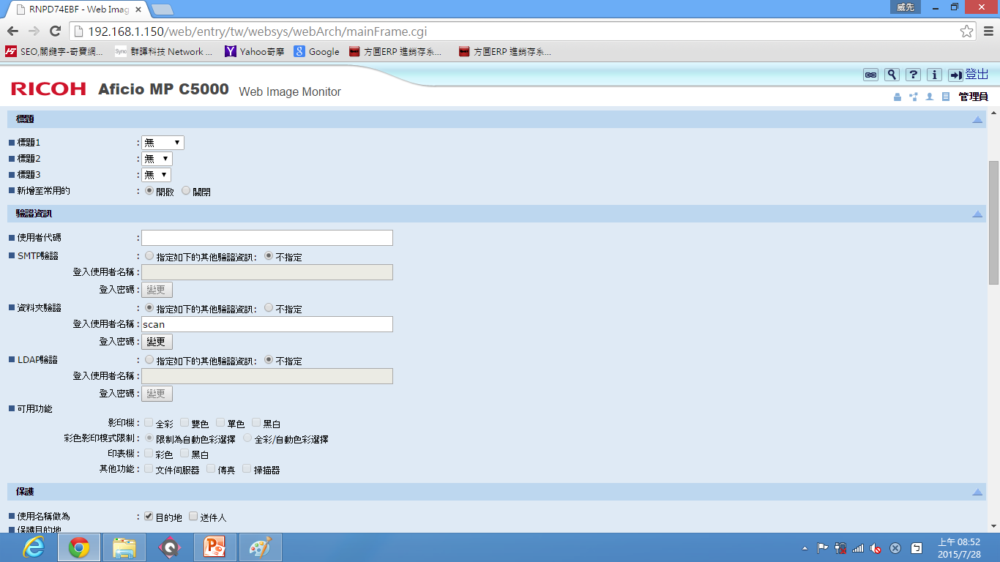 RNPD74EBF - Web Imag
威先
192.168.1.150/web/entry/tw/websys/webArch/mainFrame.cgi
SEO,關鍵字-奇寶網... 群暉科技 Network ... Yahoo奇摩 Google 方圓ERP 進銷存系... 方圓ERP 進銷存系...
登出
RICOH Aficio MP C5000 Web Image Monitor
管理員
標題
標題1 : 無
標題2 : 無
標題3 : 無
新增至常用的 : 開啟 關閉
驗證資訊
使用者代碼 :
SMTP驗證 : 指定如下的其他驗證資訊: 不指定
登入使用者名稱 :
登入密碼 : 變更
資料夾驗證 : 指定如下的其他驗證資訊: 不指定
登入使用者名稱 : scan
登入密碼 : 變更
LDAP驗證 : 指定如下的其他驗證資訊: 不指定
登入使用者名稱 :
登入密碼 : 變更
可用功能
影印機 : 全彩 雙色 單色 黑白
彩色影印模式限制 : 限制為自動色彩選擇 全彩/自動色彩選擇
印表機 : 彩色 黑白
其他功能 : 文件伺服器 傳真 掃描器
保護
使用名稱做為 : 目的地 送件人
保護目的地
上午 08:52
2015/7/28